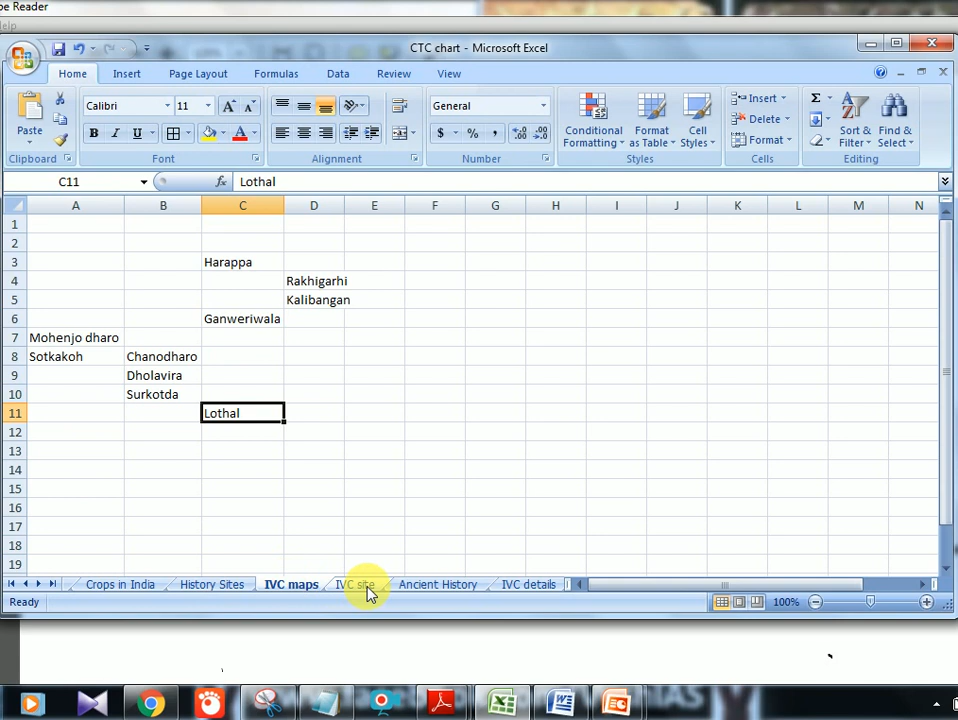 be Reader
Help
CTC chart - Microsoft Excel
Home Insert Page Layout Formulas Data Review View
Paste
Calibri 11
General
Conditional Formatting
Format as Table
Cell Styles
Insert
Delete
Format
Sort & Filter
Find & Select
Clipboard Font Alignment Number Styles Cells Editing
C11 fx Lothal
A B C D E F G H I J K L M N
1
2
3 Harappa
4 Rakhigarhi
5 Kalibangan
6 Ganweriwala
7 Mohenjo dharo
8 Sotkakoh Chanodharo
9 Dholavira
10 Surkotda
11 Lothal
12
13
14
15
16
17
18
19
Crops in India History Sites IVC maps IVC site Ancient History IVC details
Ready 100%